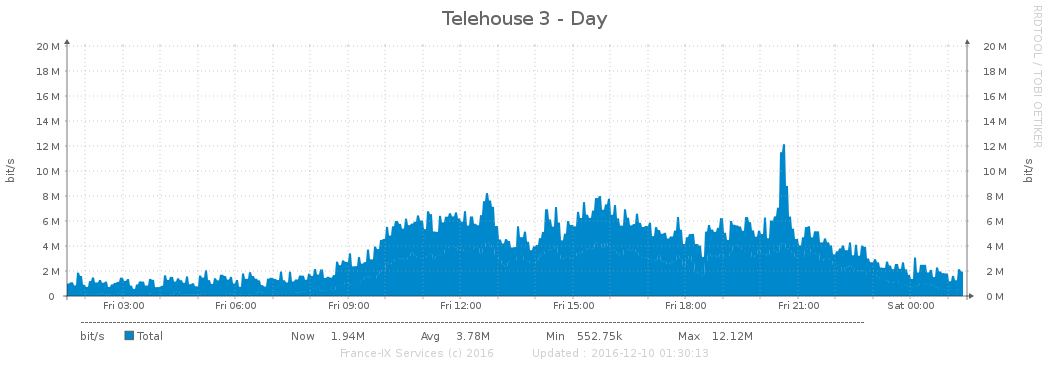 Telehouse 3 - Day
RRDTOOL / TOBI OETIKER
bit/s
20 M 20 M
18 M 18 M
16 M 16 M
14 M 14 M
12 M 12 M
10 M 10 M
8 M 8 M
6 M 6 M
4 M 4 M
2 M 2 M
0 0 M
bit/s
Fri 03:00 Fri 06:00 Fri 09:00 Fri 12:00 Fri 15:00 Fri 18:00 Fri 21:00 Sat 00:00
bit/s Total Now 1.94M Avg 3.78M Min 552.75k Max 12.12M
France-IX Services (c) 2016 Updated : 2016-12-10 01:30:13